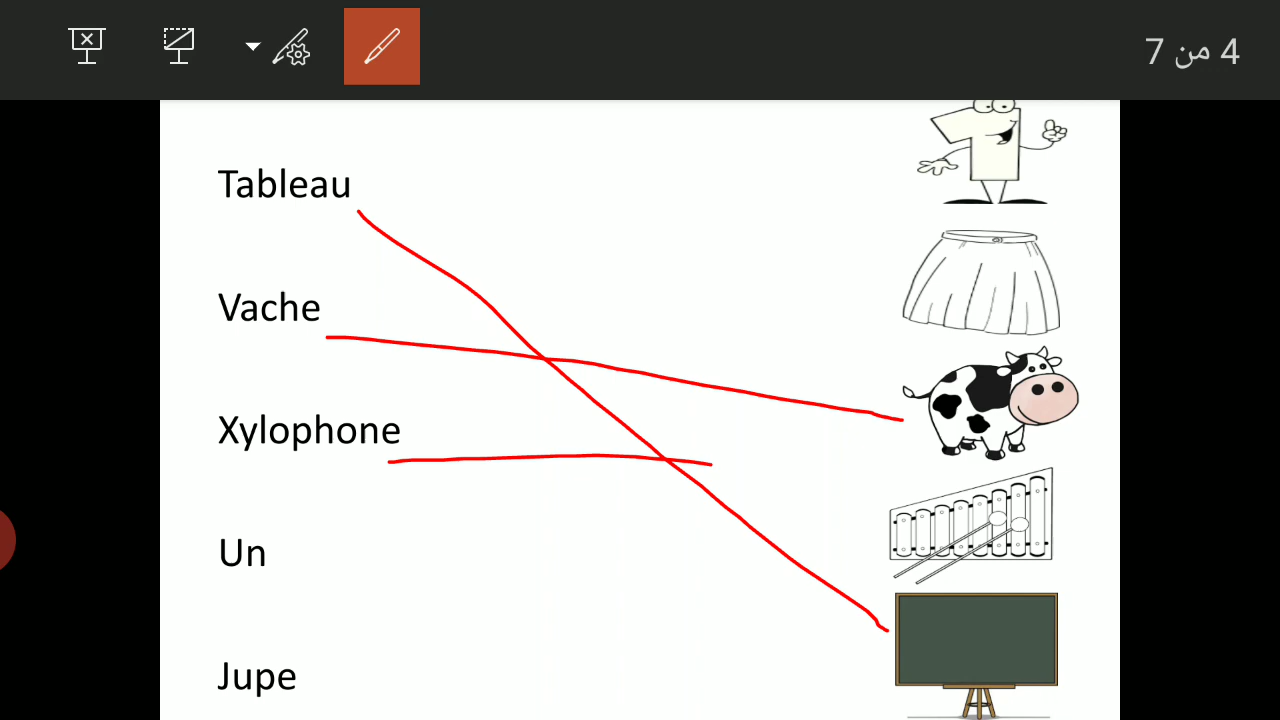 4 من 7
Tableau
Vache
Xylophone
Un
Jupe